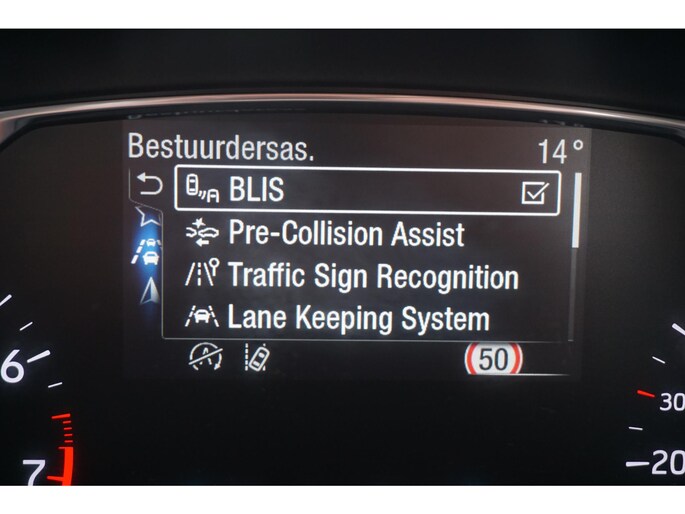 Bestuurdersas. 14°
BLIS
Pre-Collision Assist
Traffic Sign Recognition
Lane Keeping System
50
6
7
30
20